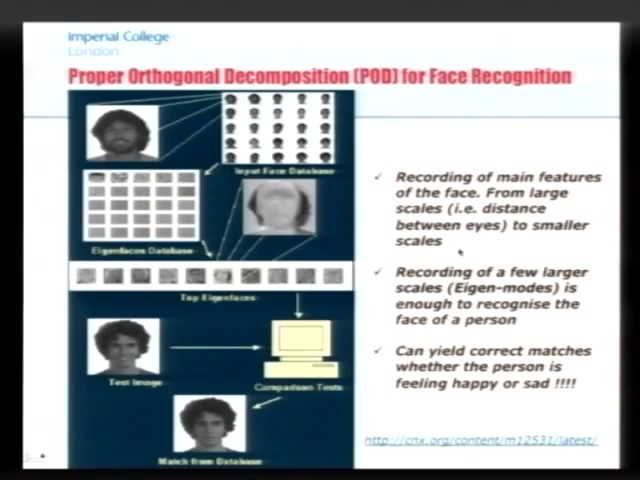 Imperial College
London
Proper Orthogonal Decomposition (POD) for Face Recognition
Input Face Database
Eigenfaces Database
Top Eigenfaces
Test Image
Comparison Tests
Match from Database
✓ Recording of main features
of the face. From large
scales (i.e. distance
between eyes) to smaller
scales
✓ Recording of a few larger
scales (Eigen-modes) is
enough to recognise the
face of a person
✓ Can yield correct matches
whether the person is
feeling happy or sad !!!!
http://cnx.org/content/m12531/latest/